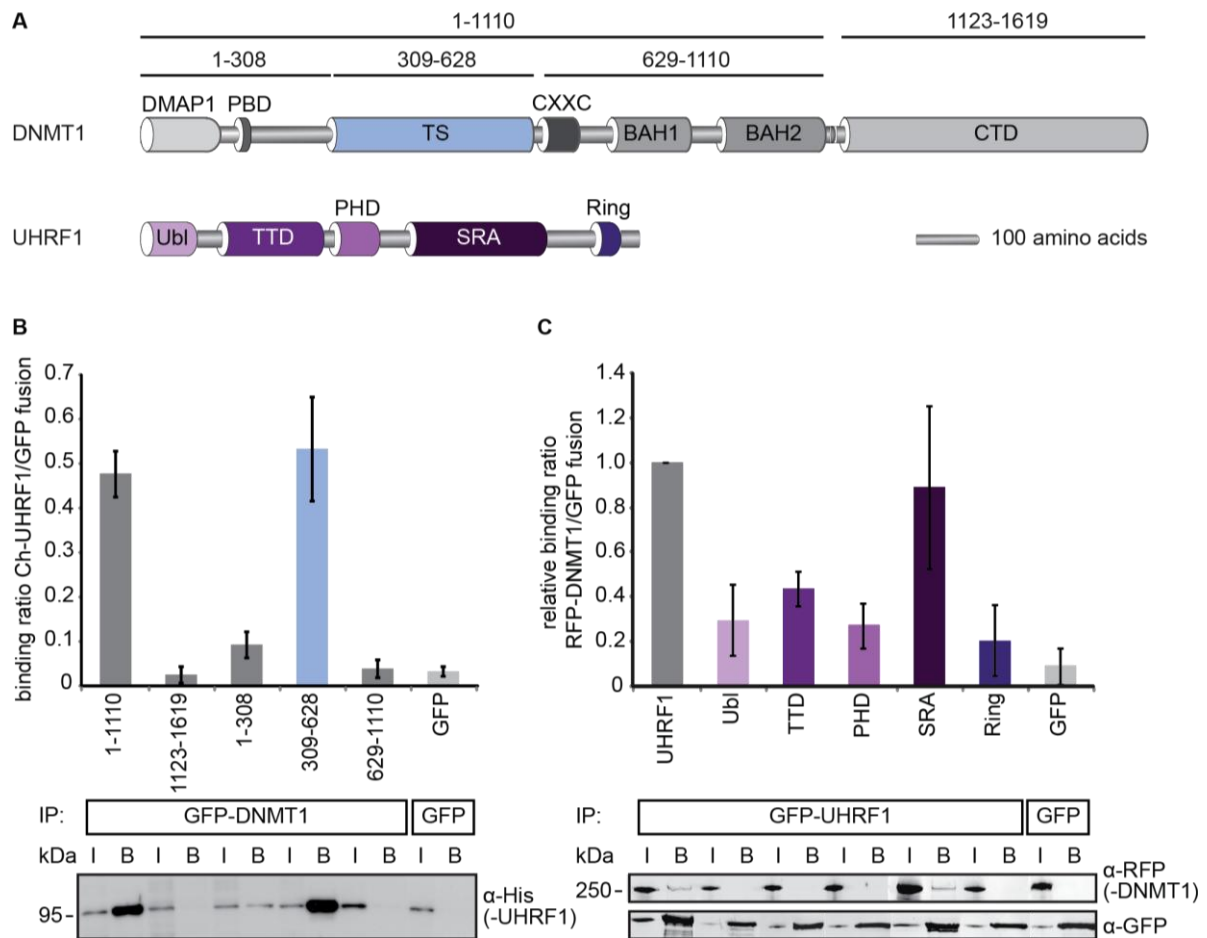 A
1-1110 1123-1619
1-308 309-628 629-1110
DMAP1 PBD CXXC
DNMT1 TS BAH1 BAH2 CTD
PHD Ring
UHRF1 Ubl TTD SRA 100 amino acids
B
binding ratio Ch-UHRF1/GFP fusion
0.7
0.6
0.5
0.4
0.3
0.2
0.1
0
1-1110
1123-1619
1-308
309-628
629-1110
GFP
IP: GFP-DNMT1 GFP
kDa I B I B I B I B I B I B
95-
α-His
(-UHRF1)
C
relative binding ratio
RFP-DNMT1/GFP fusion
1.4
1.2
1.0
0.8
0.6
0.4
0.2
0
UHRF1
Ubl
TTD
PHD
SRA
Ring
GFP
IP: GFP-UHRF1 GFP
kDa I B I B I B I B I B I B I B
250-
α-RFP
(-DNMT1)
α-GFP